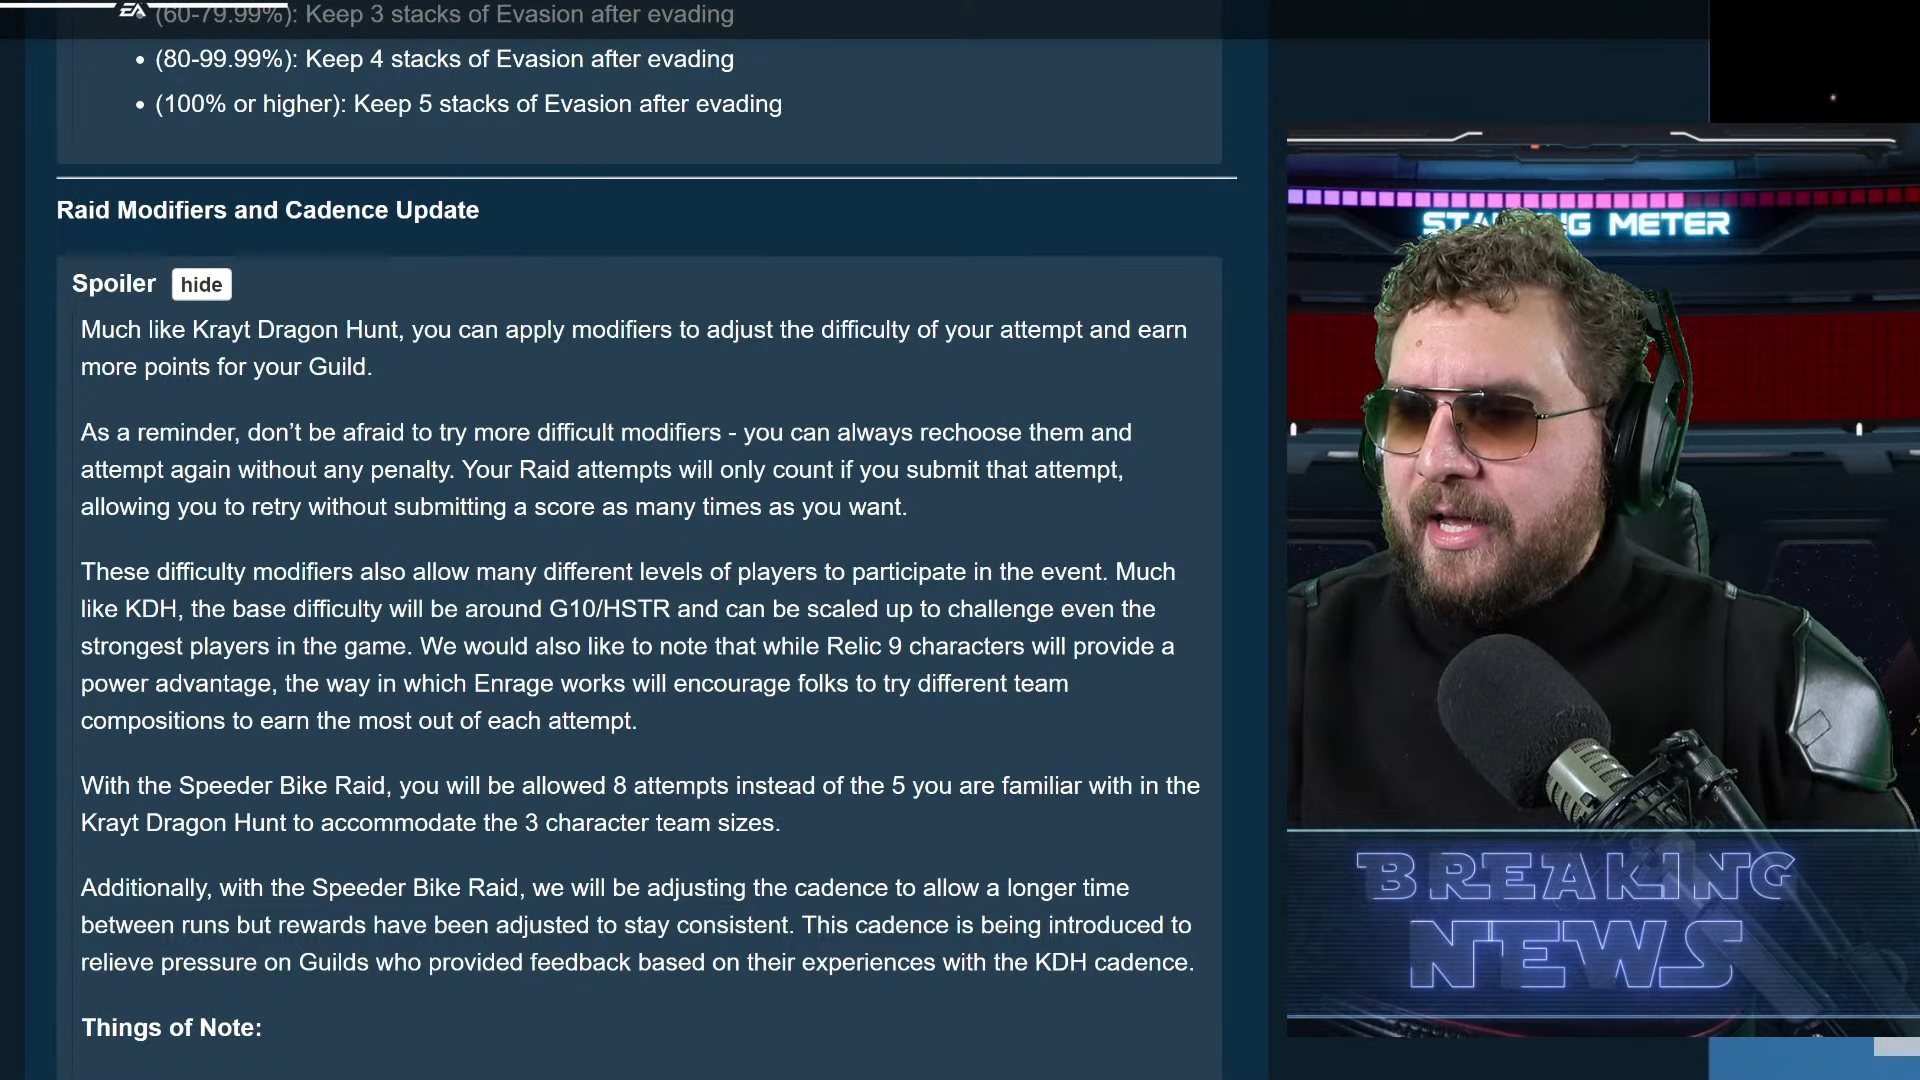 EA
(60-79.99%): Keep 3 stacks of Evasion after evading
• (80-99.99%): Keep 4 stacks of Evasion after evading
• (100% or higher): Keep 5 stacks of Evasion after evading
Raid Modifiers and Cadence Update
Spoiler hide
Much like Krayt Dragon Hunt, you can apply modifiers to adjust the difficulty of your attempt and earn
more points for your Guild.
As a reminder, don’t be afraid to try more difficult modifiers - you can always rechoose them and
attempt again without any penalty. Your Raid attempts will only count if you submit that attempt,
allowing you to retry without submitting a score as many times as you want.
These difficulty modifiers also allow many different levels of players to participate in the event. Much
like KDH, the base difficulty will be around G10/HSTR and can be scaled up to challenge even the
strongest players in the game. We would also like to note that while Relic 9 characters will provide a
power advantage, the way in which Enrage works will encourage folks to try different team
compositions to earn the most out of each attempt.
With the Speeder Bike Raid, you will be allowed 8 attempts instead of the 5 you are familiar with in the
Krayt Dragon Hunt to accommodate the 3 character team sizes.
Additionally, with the Speeder Bike Raid, we will be adjusting the cadence to allow a longer time
between runs but rewards have been adjusted to stay consistent. This cadence is being introduced to
relieve pressure on Guilds who provided feedback based on their experiences with the KDH cadence.
Things of Note:
METER
BREAKING
NEWS